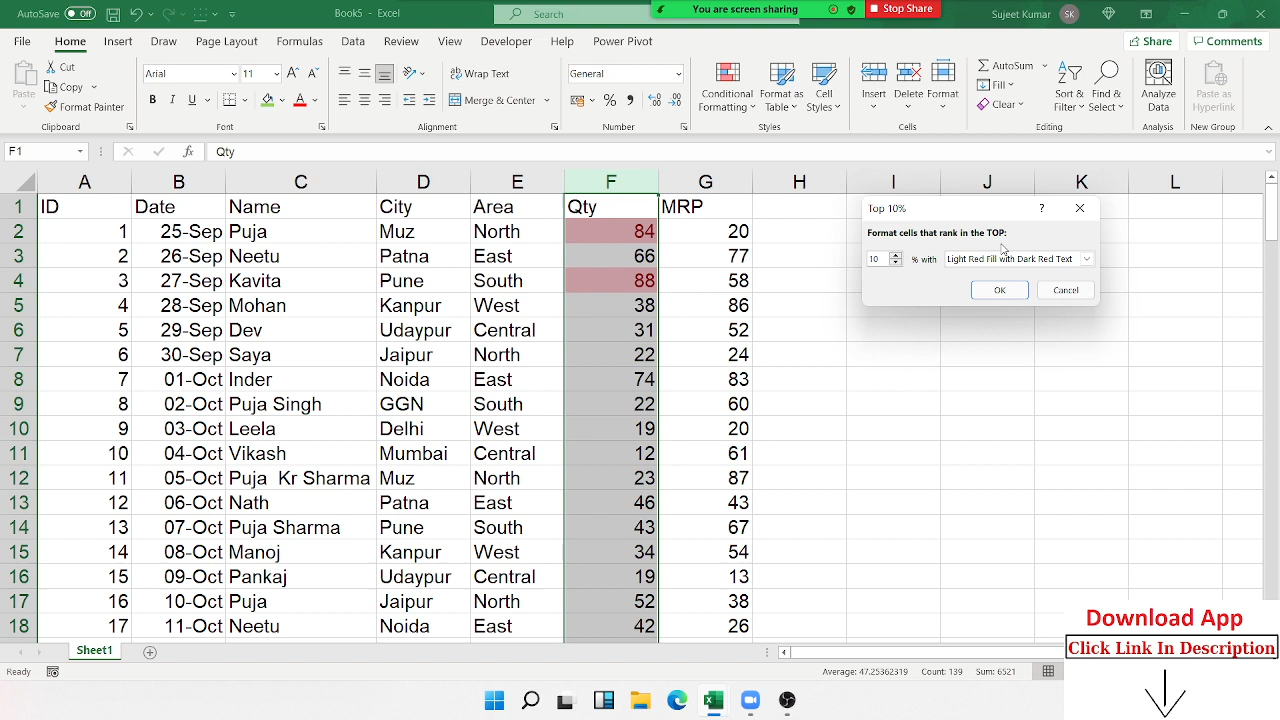 AutoSave Off
Book5 - Excel
Search
You are screen sharing
Stop Share
Sujeet Kumar
SK
File Home Insert Draw Page Layout Formulas Data Review View Developer Help Power Pivot
Share
Comments
Paste
Cut
Copy
Format Painter
Clipboard
Arial 11
B I U
Font
Wrap Text
Merge & Center
Alignment
General
Number
Conditional Formatting
Format as Table
Cell Styles
Styles
Insert Delete Format
Cells
AutoSum
Fill
Clear
Sort & Filter
Find & Select
Editing
Analyze Data
Analysis
Paste as Hyperlink
New Group
F1
fx
Qty
A B C D E F G H I J K L
1 ID Date Name City Area Qty MRP
2 1 25-Sep Puja Muz North 84 20
3 2 26-Sep Neetu Patna East 66 77
4 3 27-Sep Kavita Pune South 88 58
5 4 28-Sep Mohan Kanpur West 38 86
6 5 29-Sep Dev Udaypur Central 31 52
7 6 30-Sep Saya Jaipur North 22 24
8 7 01-Oct Inder Noida East 74 83
9 8 02-Oct Puja Singh GGN South 22 60
10 9 03-Oct Leela Delhi West 19 20
11 10 04-Oct Vikash Mumbai Central 12 61
12 11 05-Oct Puja  Kr Sharma Muz North 23 87
13 12 06-Oct Nath Patna East 46 43
14 13 07-Oct Puja Sharma Pune South 43 67
15 14 08-Oct Manoj Kanpur West 34 54
16 15 09-Oct Pankaj Udaypur Central 19 13
17 16 10-Oct Puja Jaipur North 52 38
18 17 11-Oct Neetu Noida East 42 26
Top 10%
?
Format cells that rank in the TOP:
10 % with Light Red Fill with Dark Red Text
OK Cancel
Download App
Click Link In Description
Sheet1
Ready
Average: 47.25362319 Count: 139 Sum: 6521